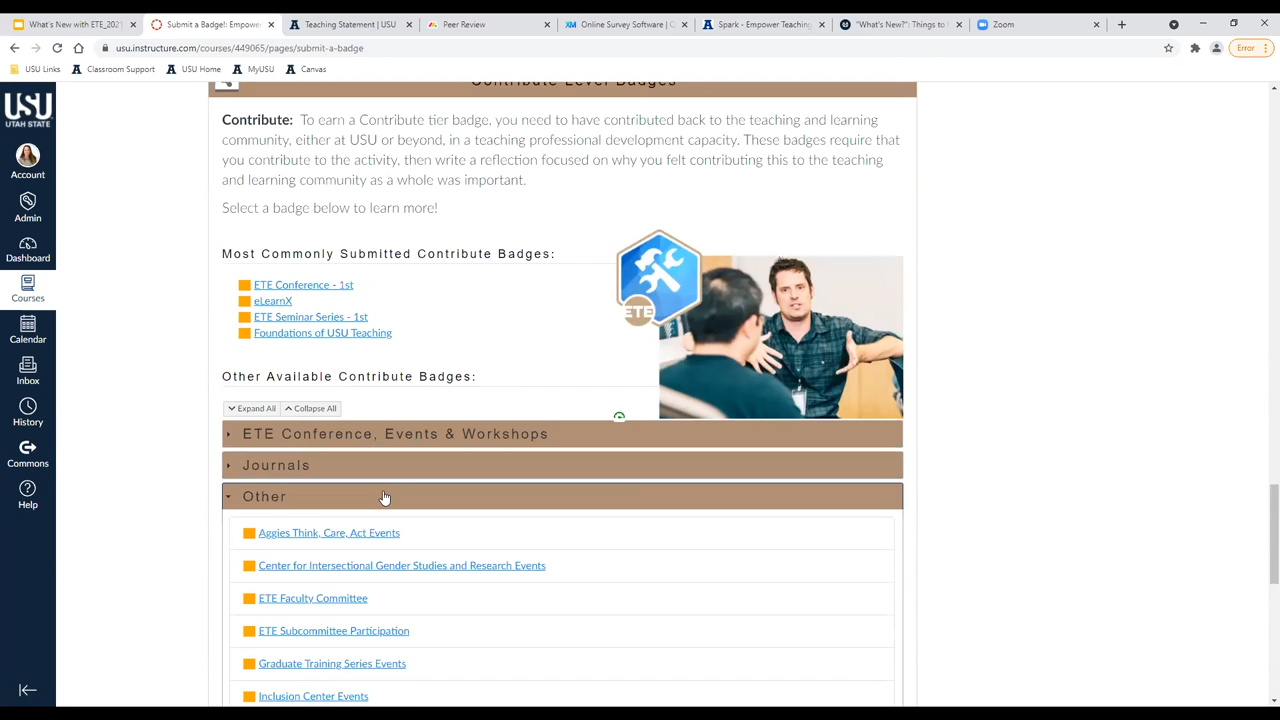 What's New with ETE_202
Submit a Badge!: Empowe
Teaching Statement | USU
Peer Review
Online Survey Software | Q
Spark - Empower Teaching
"What's New?": Things to
Zoom
usu.instructure.com/courses/449065/pages/submit-a-badge
Error
USU Links
Classroom Support
USU Home
MyUSU
Canvas
USU
UTAH STATE
Account
Admin
Dashboard
Courses
Calendar
Inbox
History
Commons
Help
Contribute Level Badges
Contribute: To earn a Contribute tier badge, you need to have contributed back to the teaching and learning
community, either at USU or beyond, in a teaching professional development capacity. These badges require that
you contribute to the activity, then write a reflection focused on why you felt contributing this to the teaching
and learning community as a whole was important.
Select a badge below to learn more!
Most Commonly Submitted Contribute Badges:
ETE Conference - 1st
eLearnX
ETE Seminar Series - 1st
Foundations of USU Teaching
ETE
Other Available Contribute Badges:
Expand All
Collapse All
ETE Conference, Events & Workshops
Journals
Other
Aggies Think, Care, Act Events
Center for Intersectional Gender Studies and Research Events
ETE Faculty Committee
ETE Subcommittee Participation
Graduate Training Series Events
Inclusion Center Events